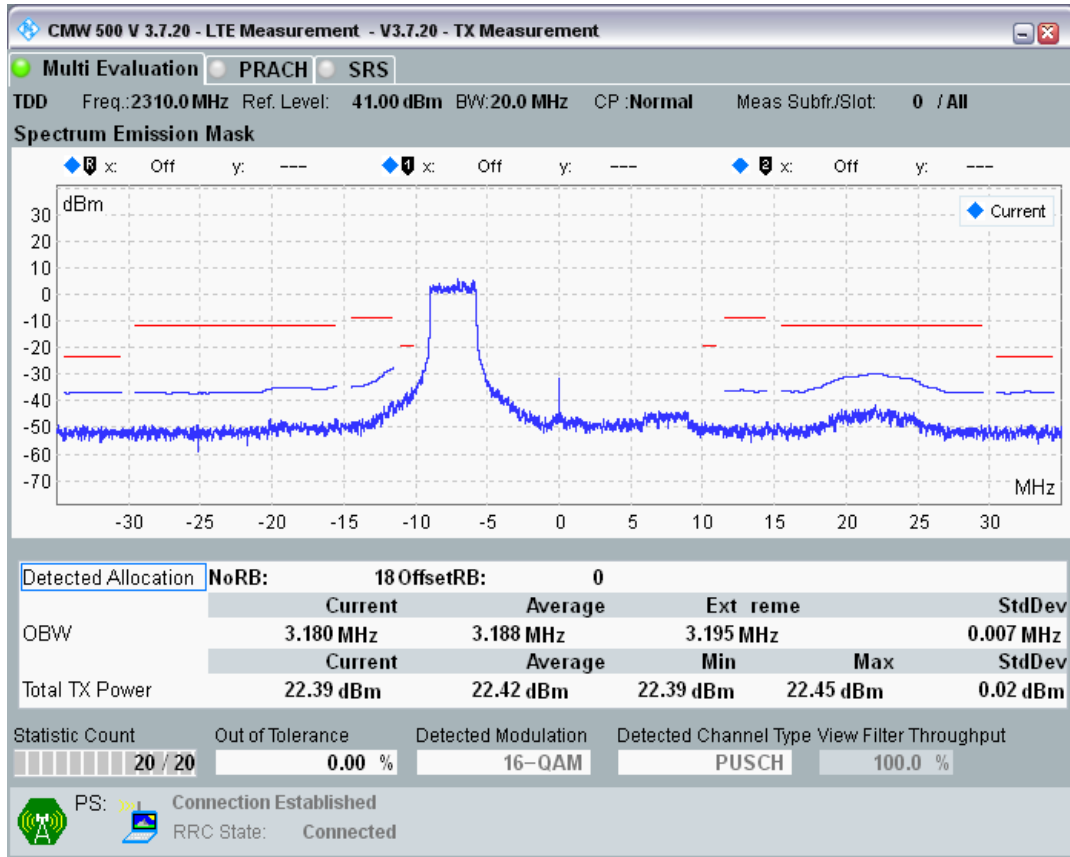 CMW 500 V 3.7.20 - LTE Measurement - V3.7.20 - TX Measurement
Multi Evaluation PRACH SRS
TDD Freq.:2310.0 MHz Ref. Level: 41.00 dBm BW:20.0 MHz CP :Normal Meas Subfr./Slot: 0 / All
Spectrum Emission Mask
R x: Off y: --- 1 x: Off y: --- 2 x: Off y: ---
dBm
Current
30
20
10
0
-10
-20
-30
-40
-50
-60
-70
MHz
-30 -25 -20 -15 -10 -5 0 5 10 15 20 25 30
Detected Allocation NoRB: 18 OffsetRB: 0
Current Average Ext reme StdDev
OBW 3.180 MHz 3.188 MHz 3.195 MHz 0.007 MHz
Current Average Min Max StdDev
Total TX Power 22.39 dBm 22.42 dBm 22.39 dBm 22.45 dBm 0.02 dBm
Statistic Count Out of Tolerance Detected Modulation Detected Channel Type View Filter Throughput
20 / 20 0.00 % 16-QAM PUSCH 100.0 %
PS: Connection Established
RRC State: Connected